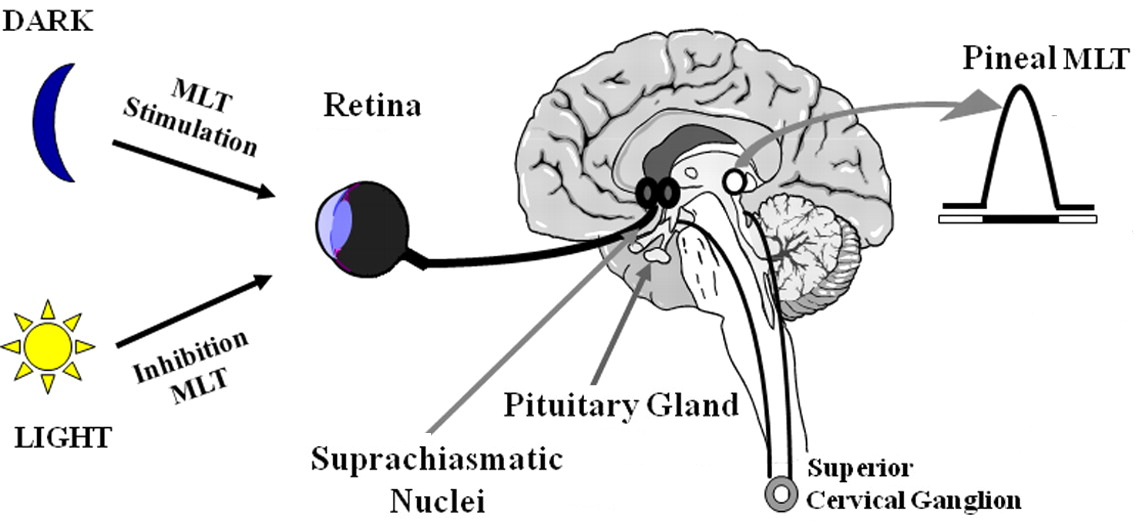 DARK
MLT
Stimulation
Retina
Pineal MLT
Inhibition
MLT
LIGHT
Pituitary Gland
Suprachiasmatic
Nuclei
Superior
Cervical Ganglion